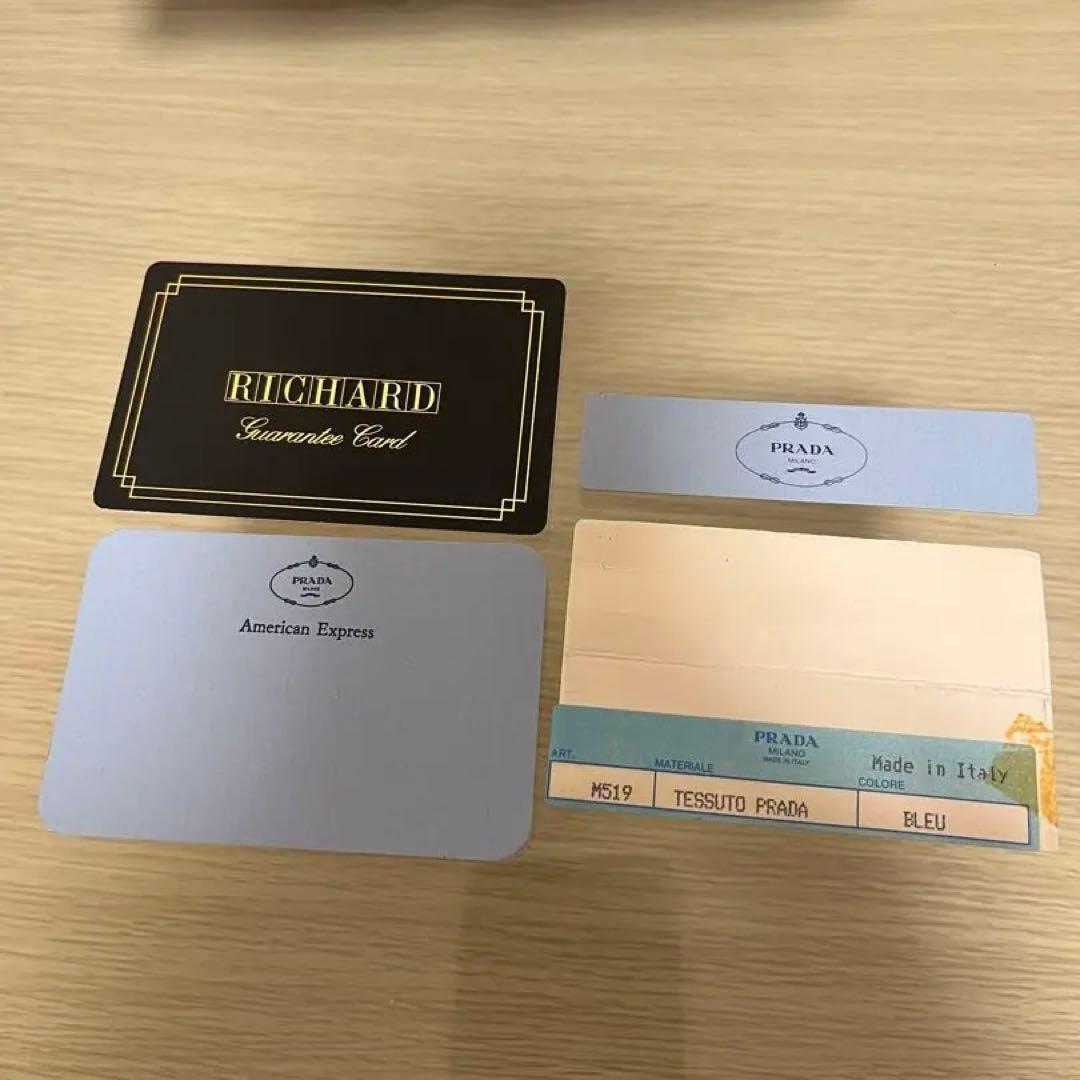 RICHARD
Guarantee Card
PRADA
MILANO
PRADA
MILANO
American Express
PRADA
MILANO
MADE IN ITALY
Made in Italy
ART.
MATERIALE
COLORE
M519
TESSUTO PRADA
BLEU